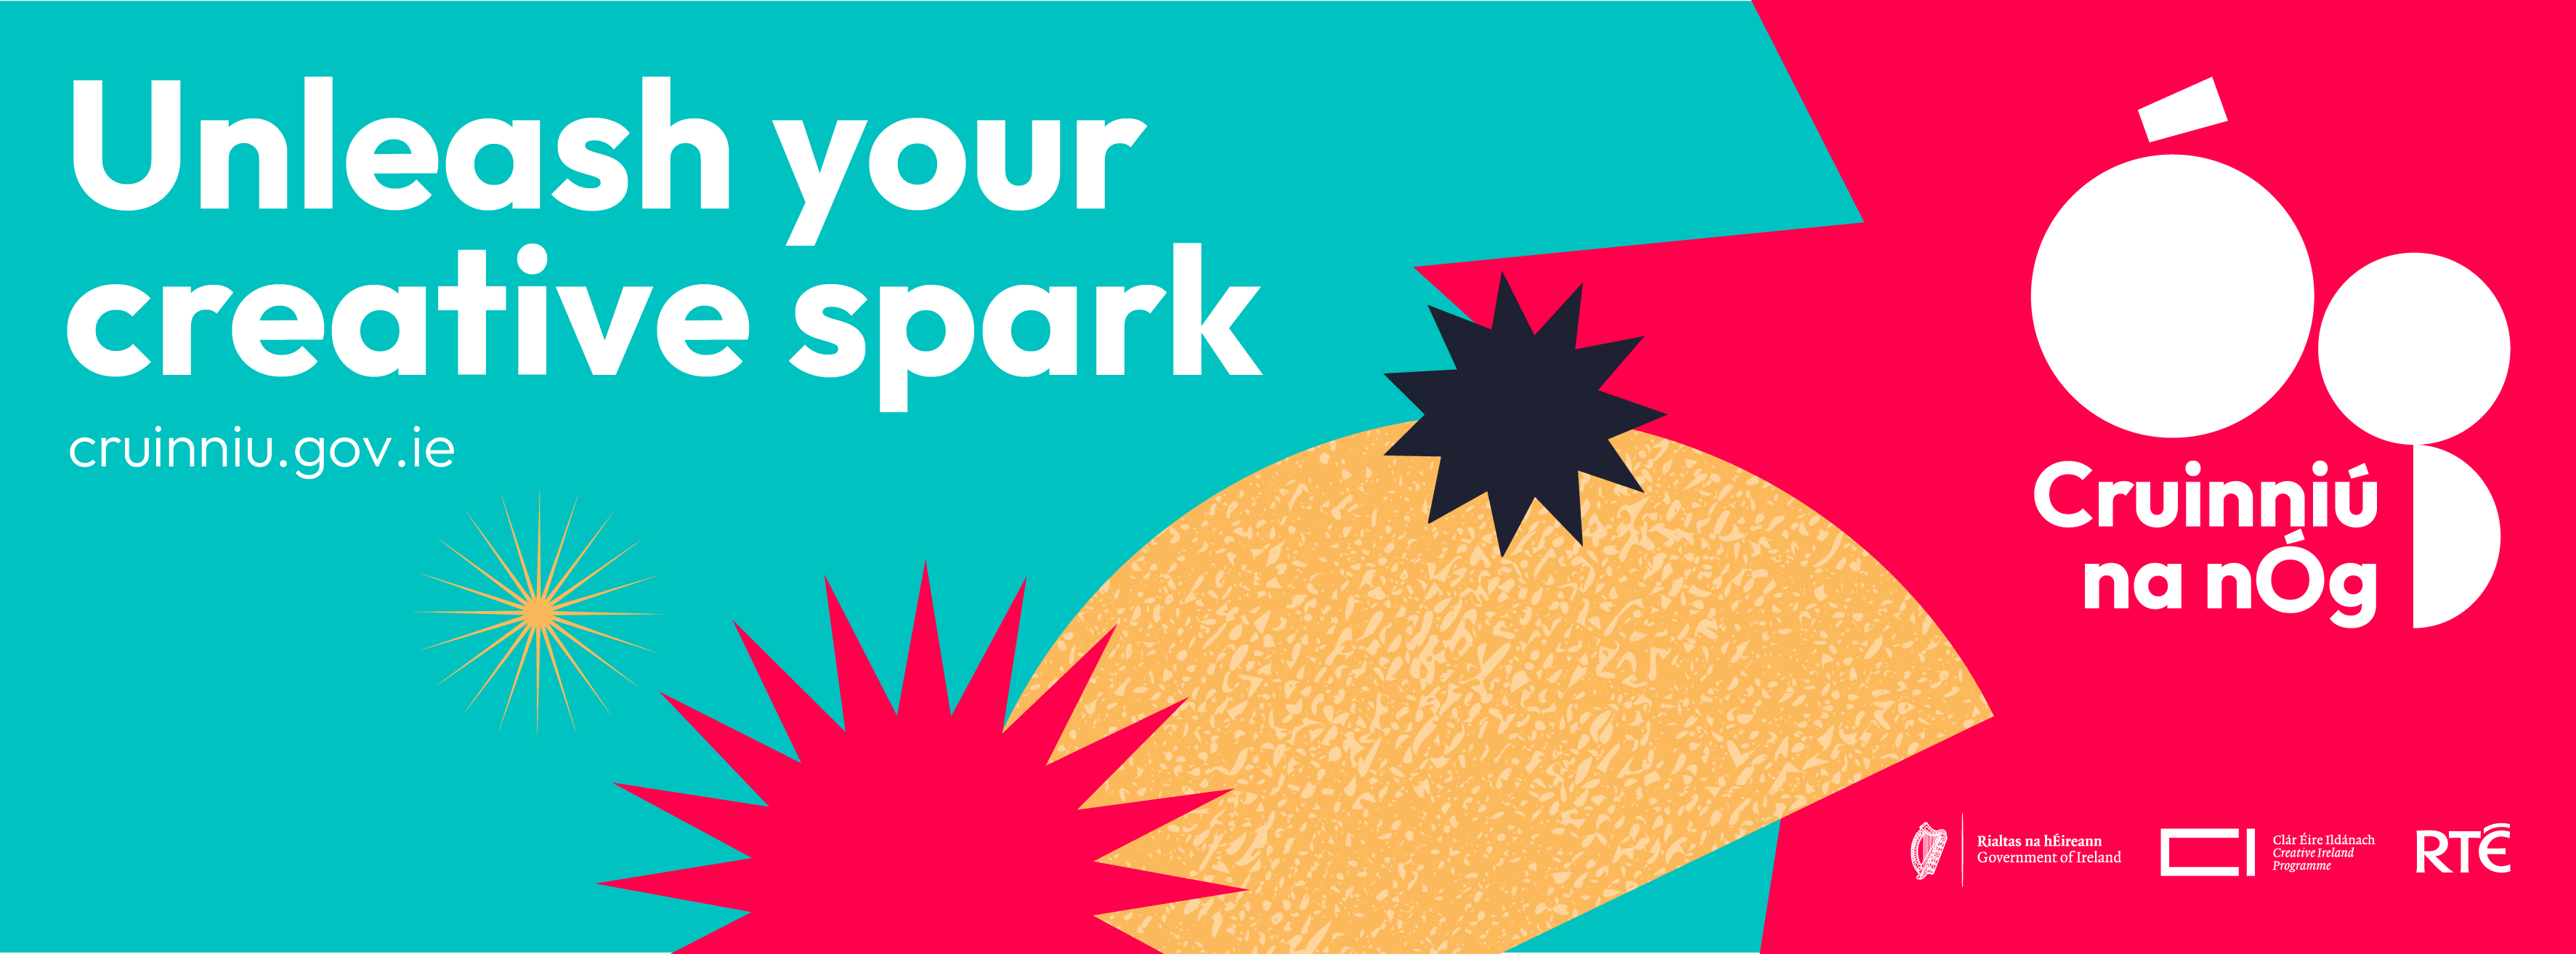 Unleash your
creative spark
cruinniu.gov.ie
Cruinniú
na nÓg
Rialtas na hÉireann
Government of Ireland
Clár Éire Ildánach
Creative Ireland
Programme
RTÉ